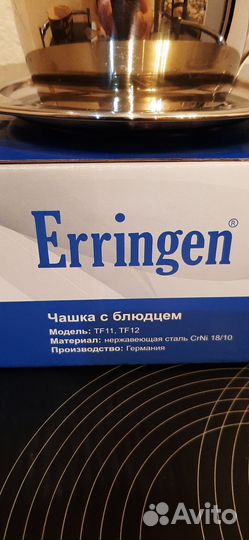 Erringen®
Чашка с блюдцем
Модель: TF11, TF12
Материал: нержавеющая сталь CrNi 18/10
Производство: Германия
Avito